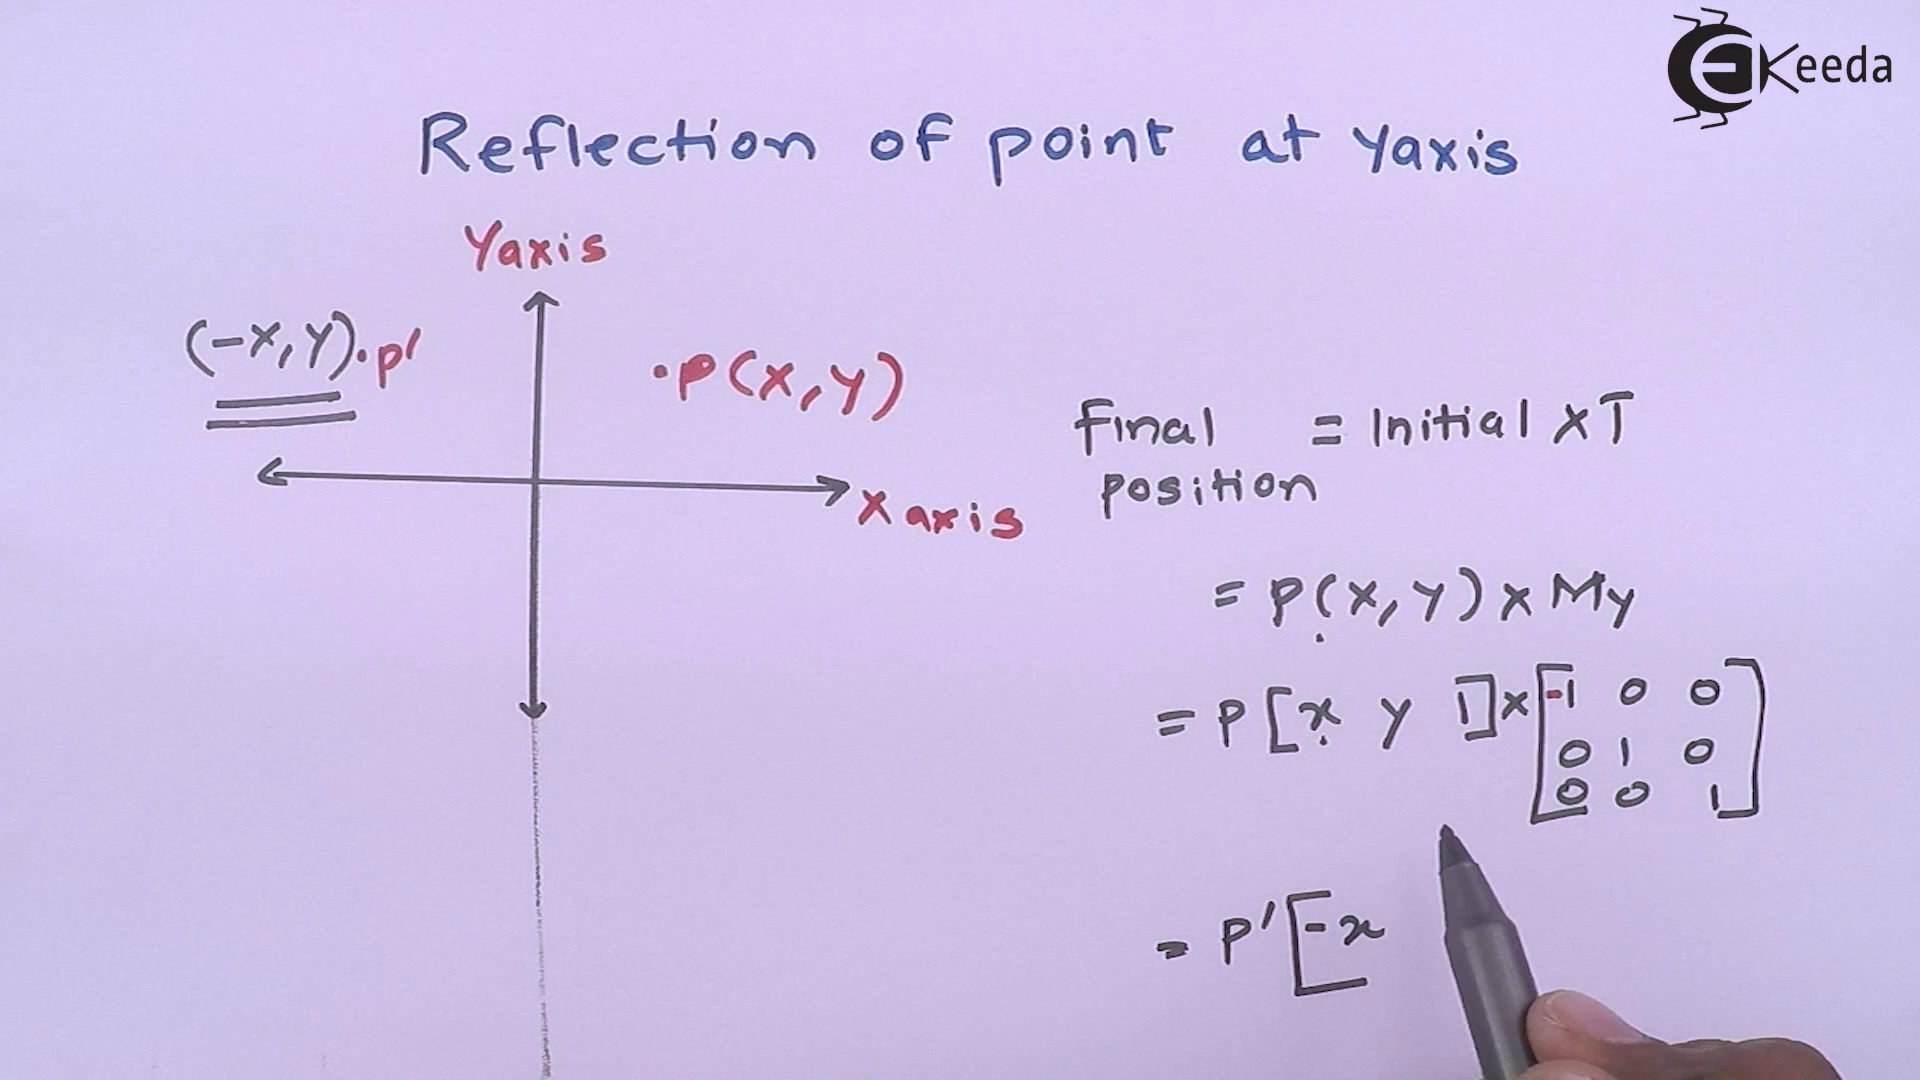 EKeeda
Reflection of point at Yaxis
Yaxis
(-x, y) .p'
.p(x, y)
x axis
Final = Initial x T
position
= P(x, y) x My
= P [x y 1] x [-1 0 0
0 1 0
0 0 1]
= P' [-x